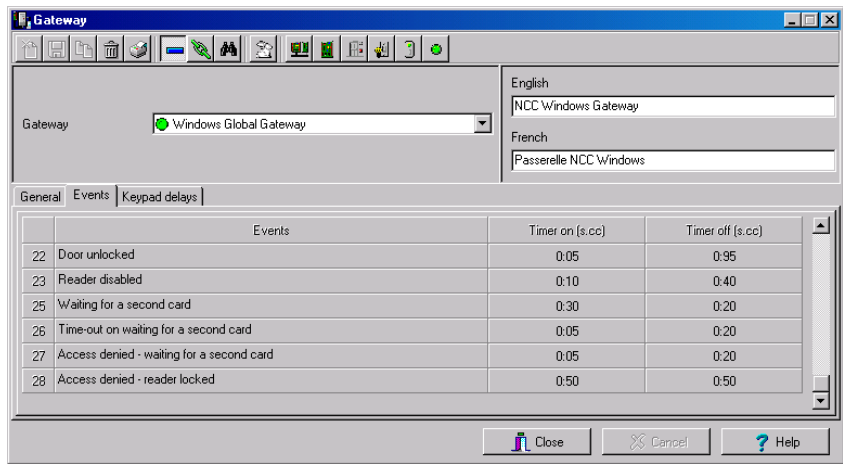 Gateway
English
NCC Windows Gateway
Gateway
Windows Global Gateway
French
Passerelle NCC Windows
General Events Keypad delays
Events Timer on (s.cc) Timer off (s.cc)
22 Door unlocked 0:05 0:95
23 Reader disabled 0:10 0:40
25 Waiting for a second card 0:30 0:20
26 Time-out on waiting for a second card 0:05 0:20
27 Access denied - waiting for a second card 0:05 0:20
28 Access denied - reader locked 0:50 0:50
Close Cancel Help